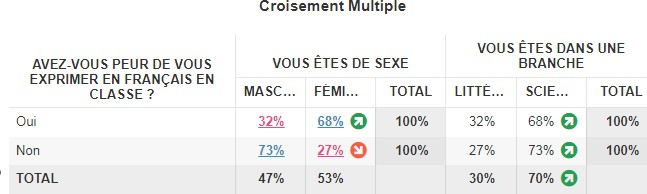 Croisement Multiple
AVEZ-VOUS PEUR DE VOUS EXPRIMER EN FRANÇAIS EN CLASSE ? VOUS ÊTES DE SEXE VOUS ÊTES DANS UNE BRANCHE
MASC... FÉMI... TOTAL LITTÉ... SCIE... TOTAL
Oui 32% 68% 100% 32% 68% 100%
Non 73% 27% 100% 27% 73% 100%
TOTAL 47% 53% 30% 70%